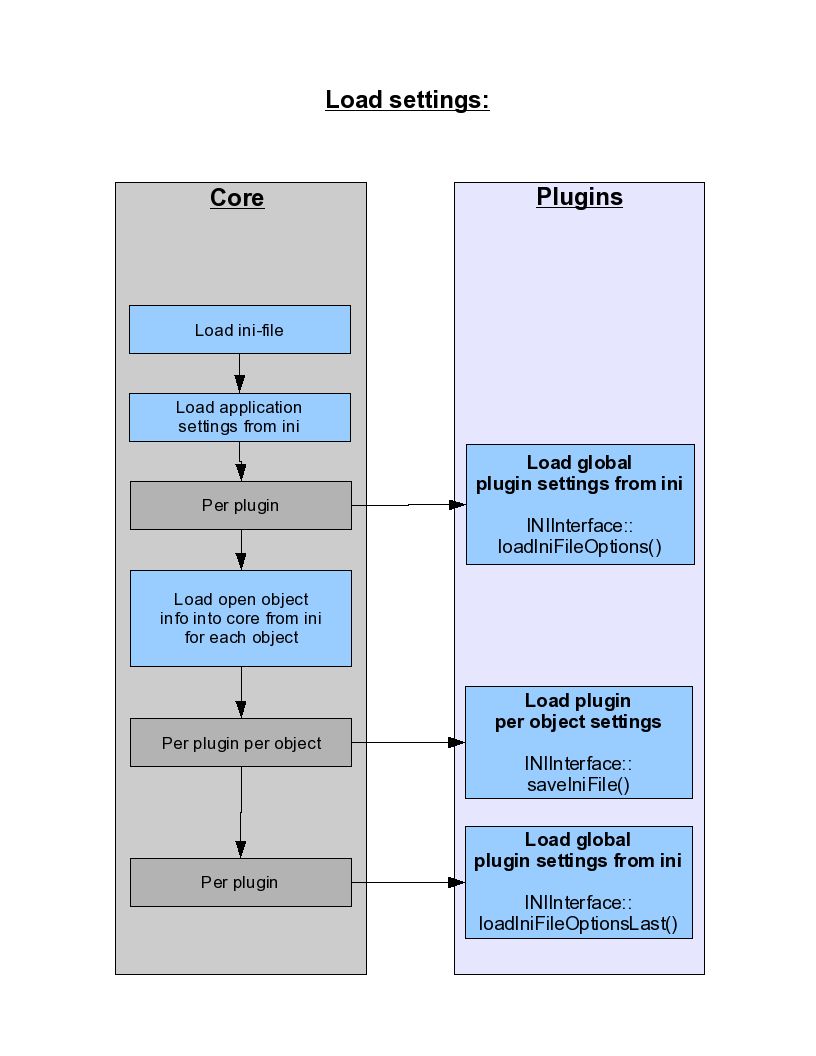 Load settings:
Core
Load ini-file
Load application
settings from ini
Per plugin
Load open object
info into core from ini
for each object
Per plugin per object
Per plugin
Plugins
Load global
plugin settings from ini
INIInterface::
loadIniFileOptions()
Load plugin
per object settings
INIInterface::
saveIniFile()
Load global
plugin settings from ini
INIInterface::
loadIniFileOptionsLast()